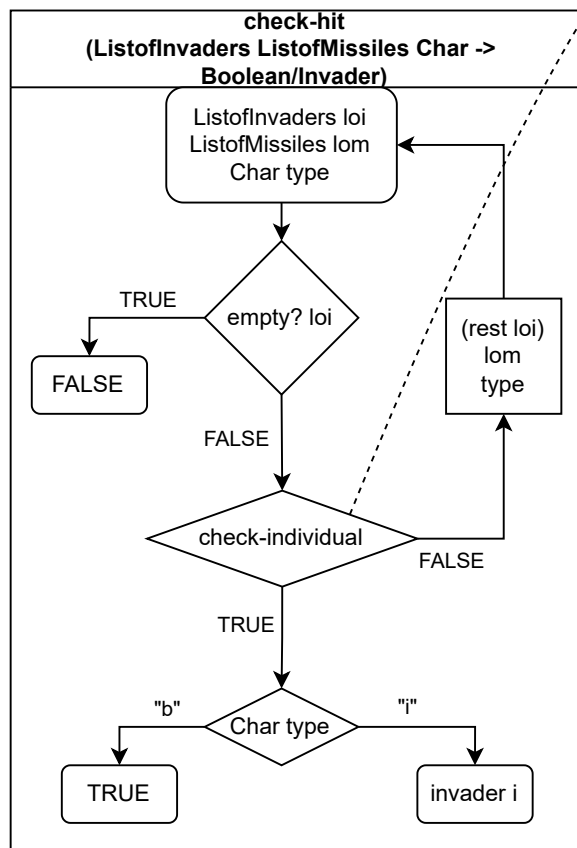 check-hit
(ListofInvaders ListofMissiles Char ->
Boolean/Invader)
ListofInvaders loi
ListofMissiles lom
Char type
TRUE
empty? loi
(rest loi)
lom
type
FALSE
FALSE
check-individual
FALSE
TRUE
"b"
Char type
"i"
TRUE
invader i